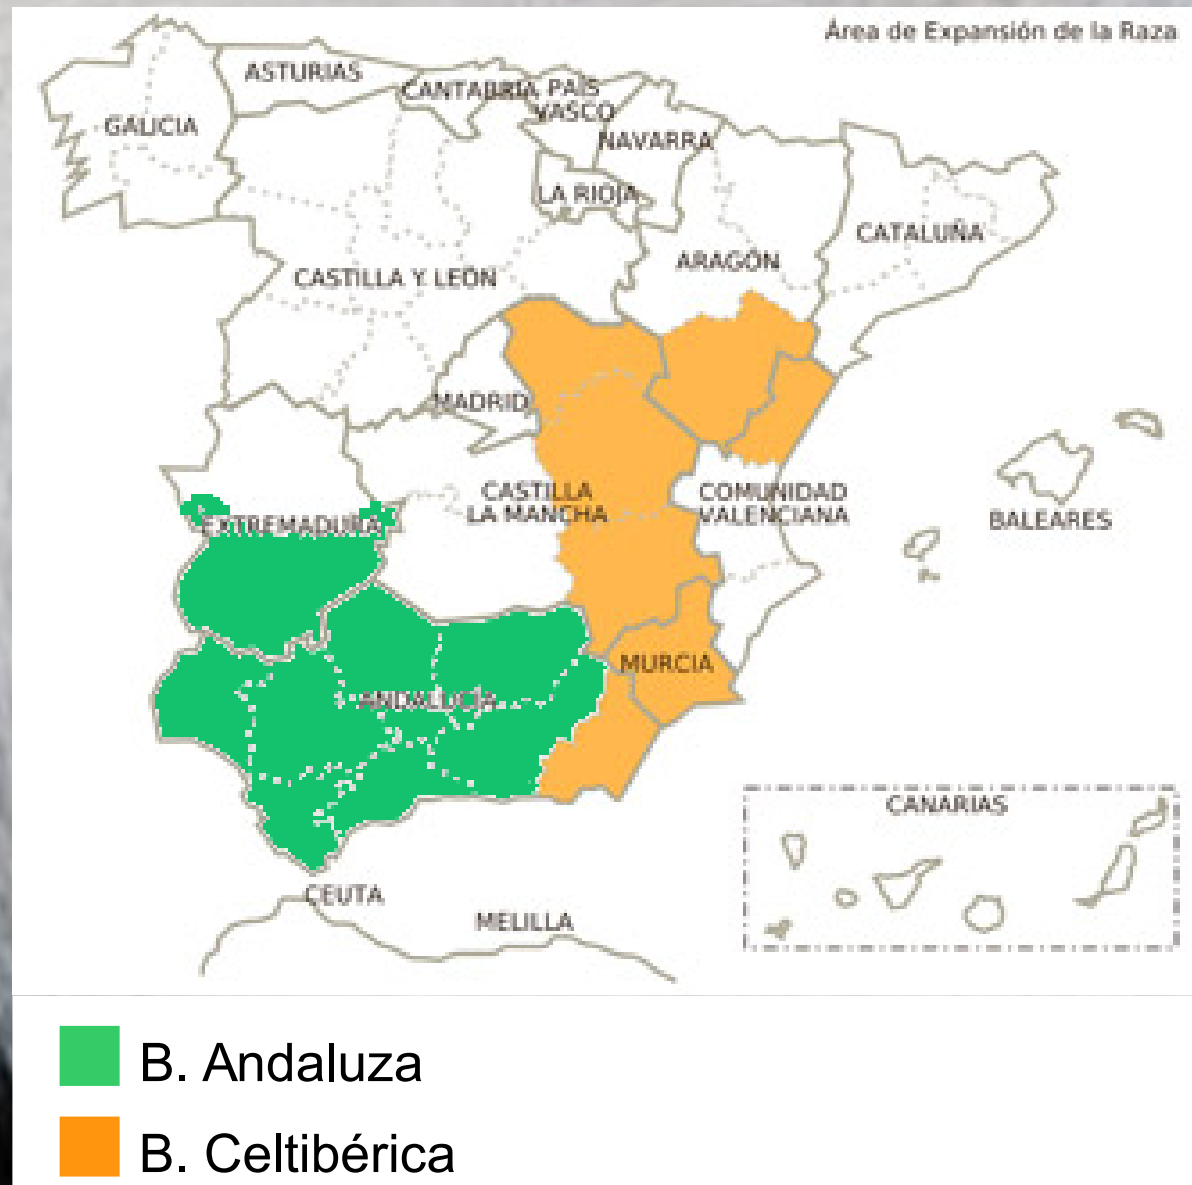 Área de Expansión de la Raza
ASTURIAS
CANTABRIA
PAÍS
VASCO
GALICIA
NAVARRA
LA RIOJA
CATALUÑA
ARAGÓN
CASTILLA Y LEÓN
MADRID
CASTILLA
LA MANCHA
COMUNIDAD
VALENCIANA
BALEARES
EXTREMADURA
MURCIA
ANDALUCÍA
CANARIAS
CEUTA
MELILLA
B. Andaluza
B. Celtibérica